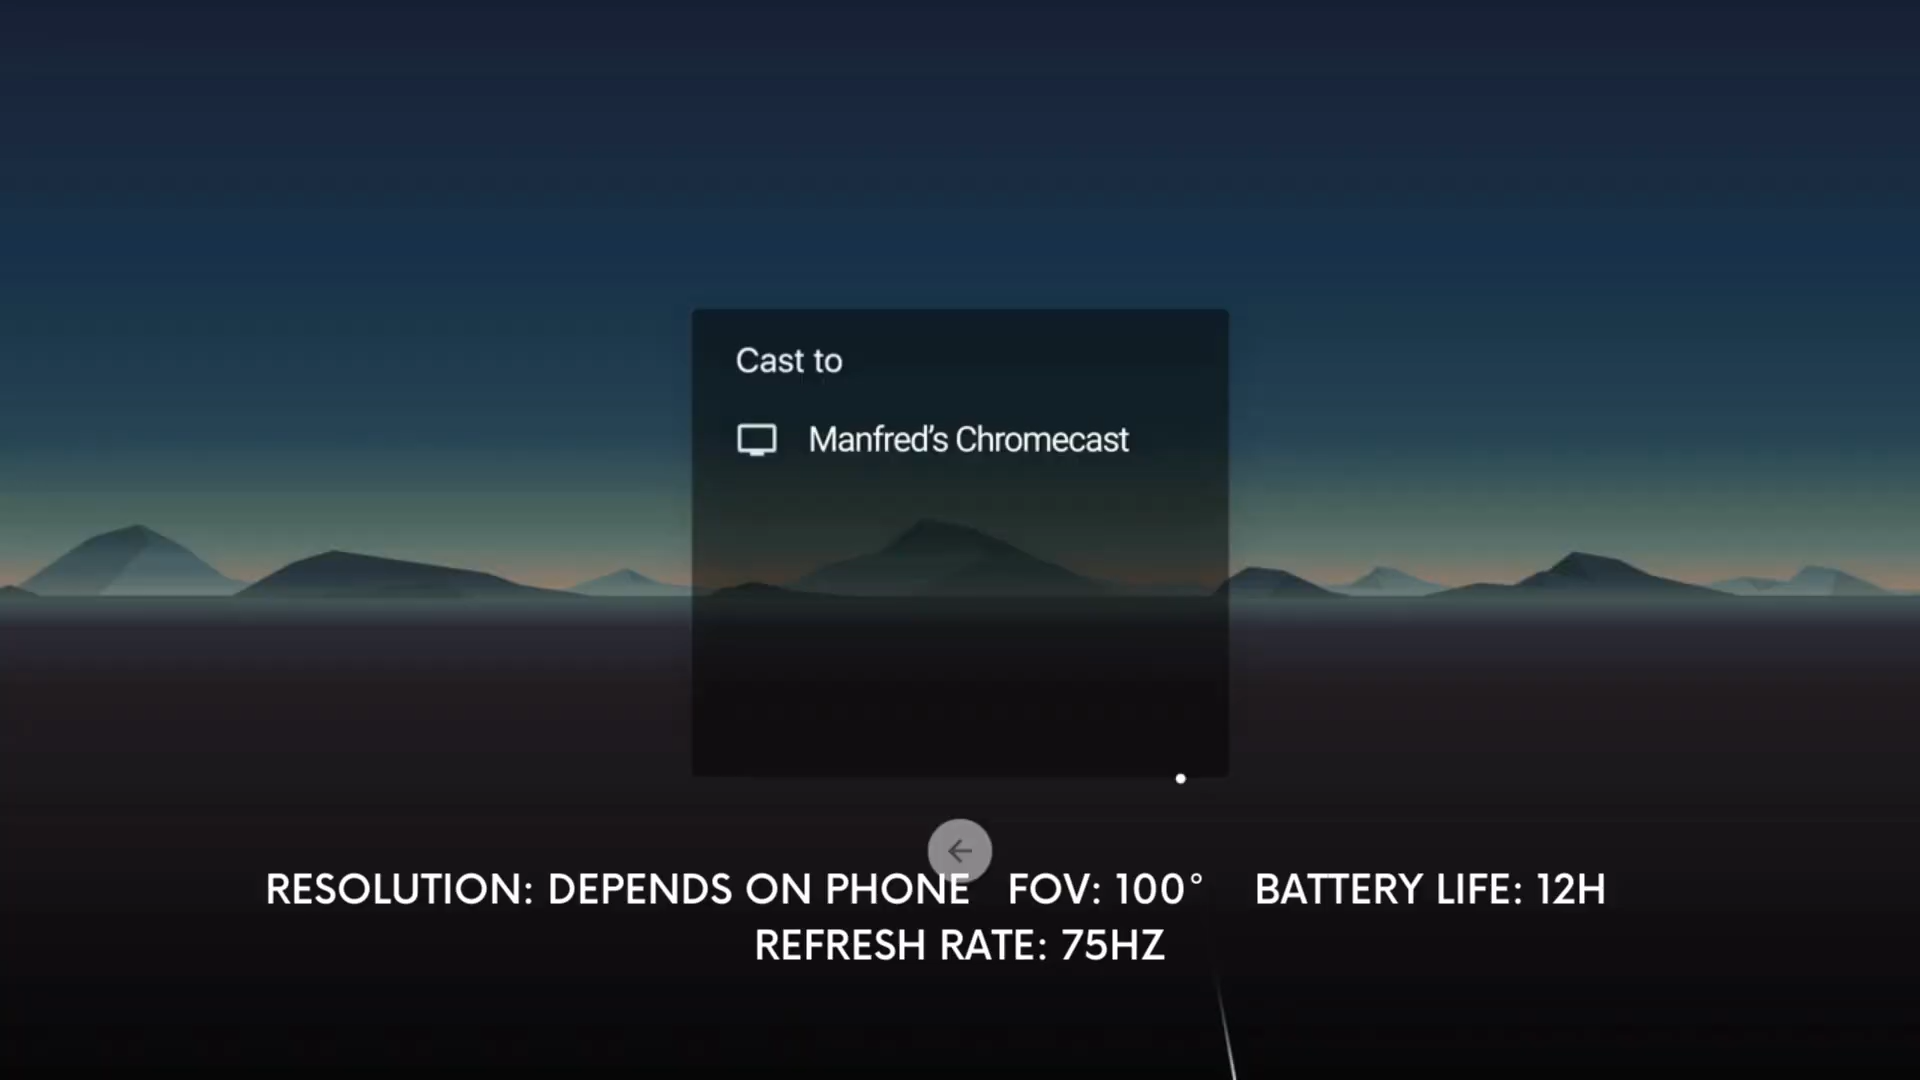 Cast to
Manfred’s Chromecast
RESOLUTION: DEPENDS ON PHONE FOV: 100° BATTERY LIFE: 12H
REFRESH RATE: 75HZ